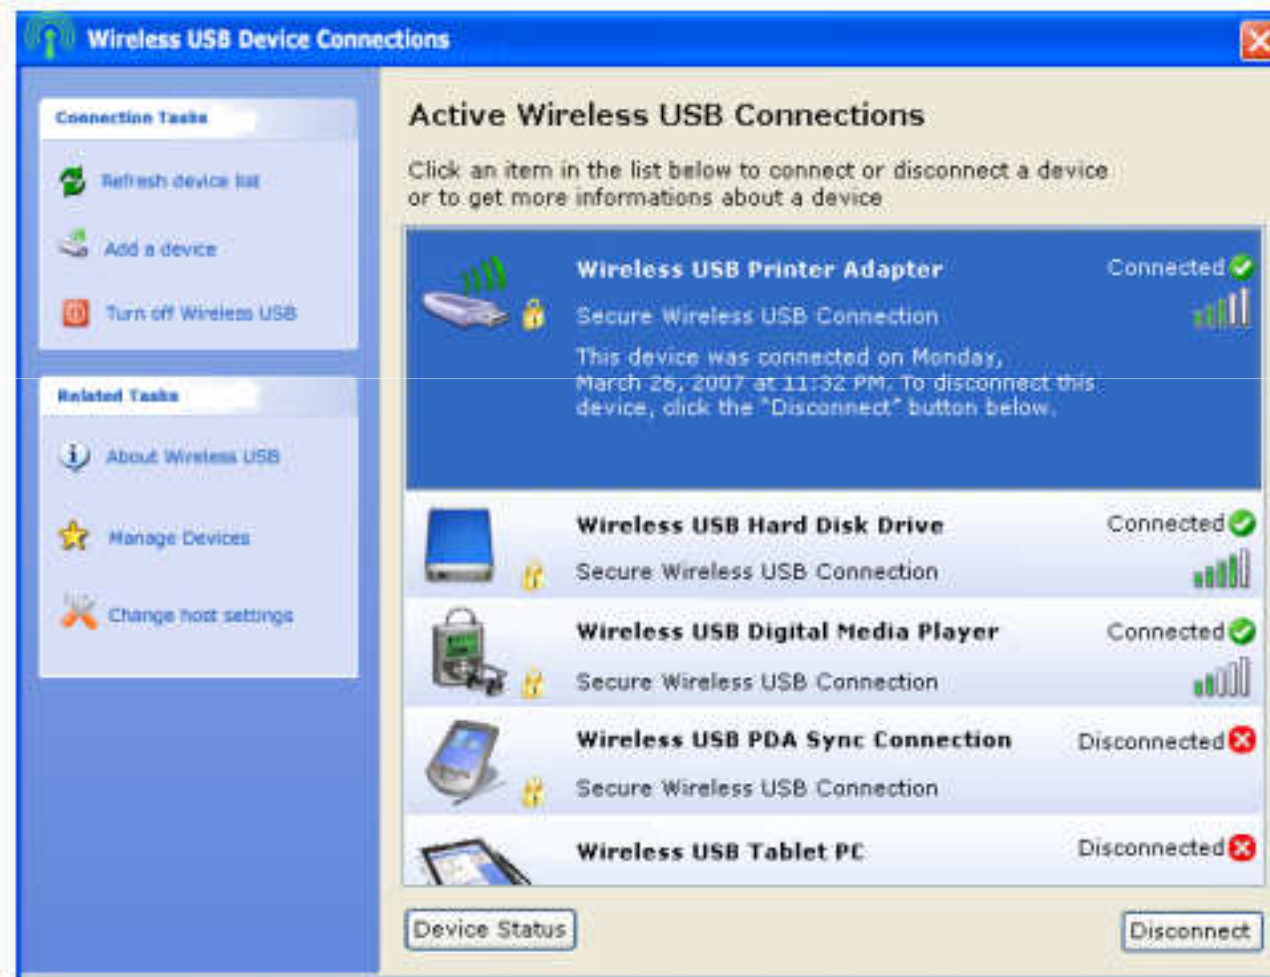 Wireless USB Device Connections
Connection Tasks
Refresh device list
Add a device
Turn off Wireless USB
Related Tasks
About Wireless USB
Manage Devices
Change host settings
Active Wireless USB Connections
Click an item in the list below to connect or disconnect a device
or to get more informations about a device
Wireless USB Printer Adapter
Connected
Secure Wireless USB Connection
This device was connected on Monday,
March 26, 2007 at 11:32 PM. To disconnect this
device, click the "Disconnect" button below.
Wireless USB Hard Disk Drive
Connected
Secure Wireless USB Connection
Wireless USB Digital Media Player
Connected
Secure Wireless USB Connection
Wireless USB PDA Sync Connection
Disconnected
Secure Wireless USB Connection
Wireless USB Tablet PC
Disconnected
Device Status
Disconnect